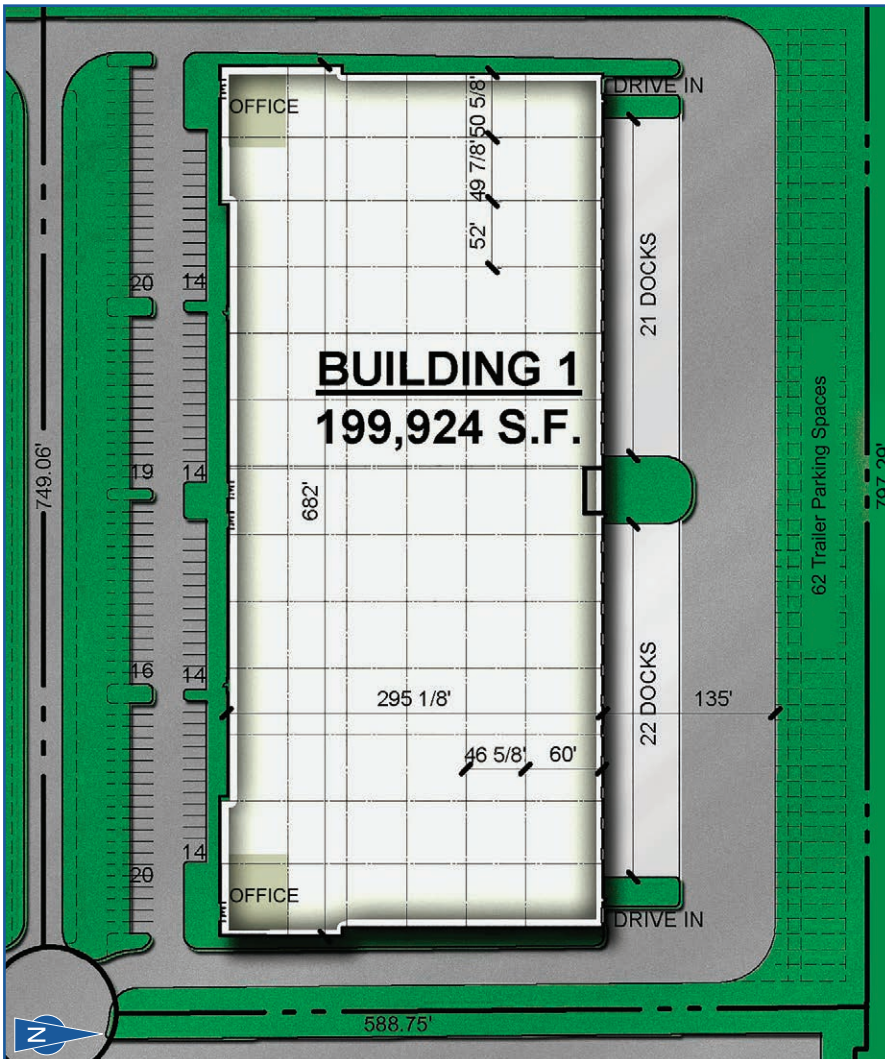 DRIVE IN
OFFICE
50 5/8'
49 7/8'
52'
20
14
21 DOCKS
BUILDING 1
199,924 S.F.
62 Trailer Parking Spaces
749.06'
19
14
682'
797.29'
16
14
295 1/8'
135'
22 DOCKS
46 5/8'
60'
14
20
OFFICE
DRIVE IN
588.75'
N